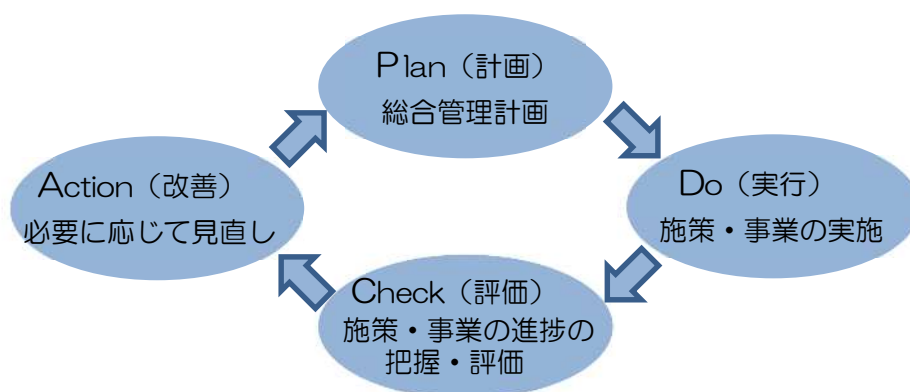 Plan（計画）
総合管理計画
Do（実行）
施策・事業の実施
Check（評価）
施策・事業の進捗の
把握・評価
Action（改善）
必要に応じて見直し